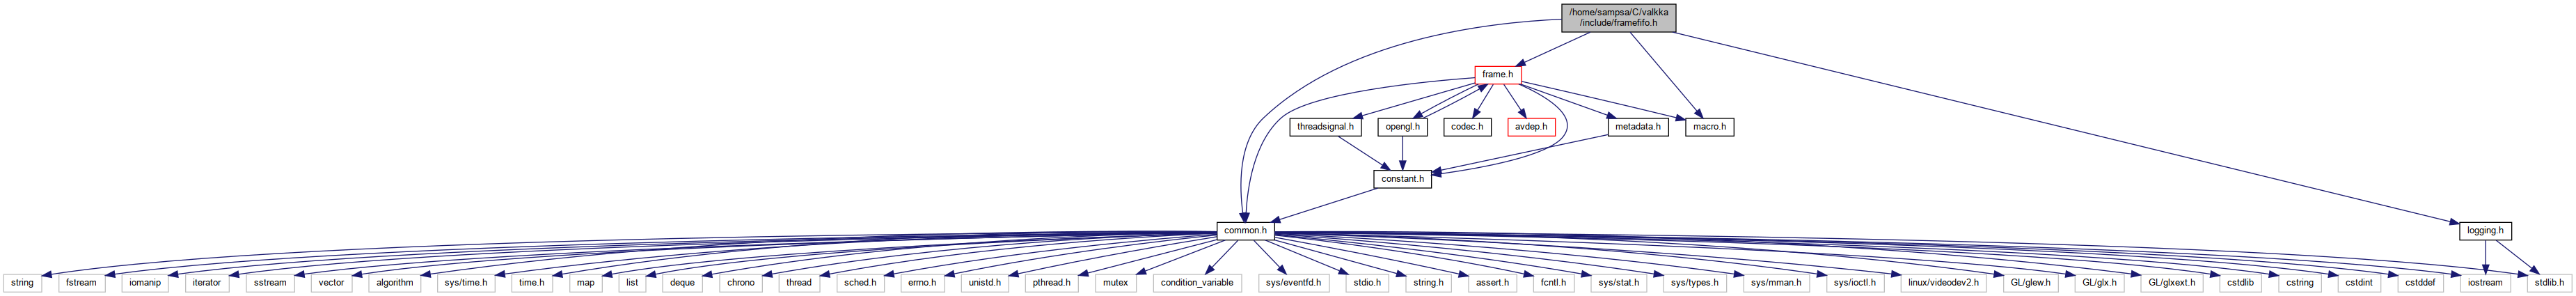 /home/sampsa/C/valkka
/include/framefifo.h
frame.h
threadsignal.h
opengl.h
codec.h
avdep.h
metadata.h
macro.h
constant.h
common.h
logging.h
string
fstream
iomanip
iterator
sstream
vector
algorithm
sys/time.h
time.h
map
list
deque
chrono
thread
sched.h
errno.h
unistd.h
pthread.h
mutex
condition_variable
sys/eventfd.h
stdio.h
string.h
assert.h
fcntl.h
sys/stat.h
sys/types.h
sys/mman.h
sys/ioctl.h
linux/videodev2.h
GL/glew.h
GL/glx.h
GL/glxext.h
cstdlib
cstring
cstdint
cstddef
iostream
stdlib.h